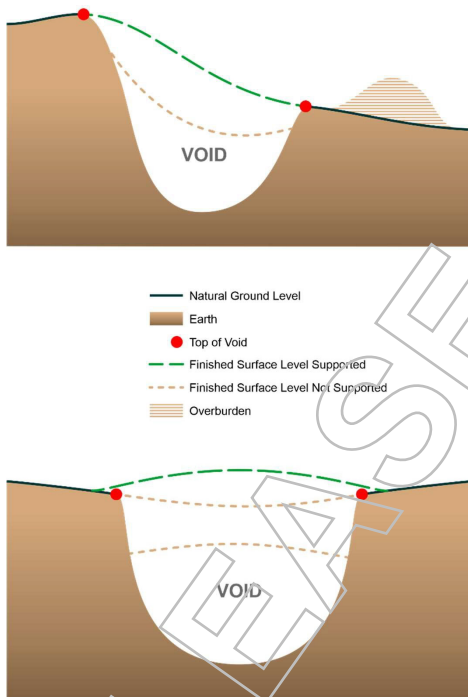 VOID
Natural Ground Level
Earth
Top of Void
Finished Surface Level Supported
Finished Surface Level Not Supported
Overburden
VOID
EASE